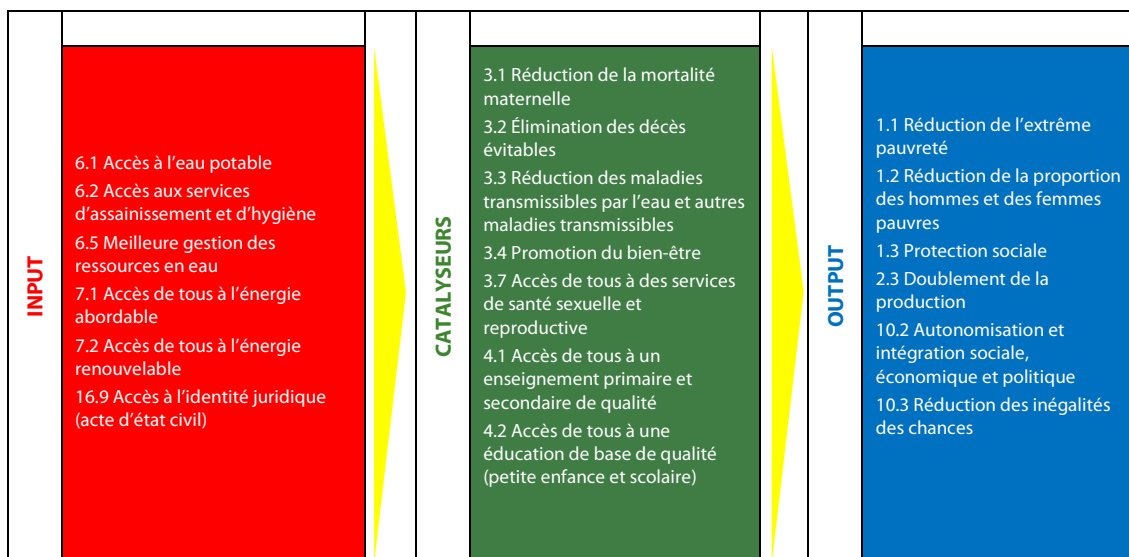 INPUT
6.1 Accès à l’eau potable
6.2 Accès aux services
d’assainissement et d’hygiène
6.5 Meilleure gestion des
ressources en eau
7.1 Accès de tous à l’énergie
abordable
7.2 Accès de tous à l’énergie
renouvelable
16.9 Accès à l’identité juridique
(acte d’état civil)
CATALYSEURS
3.1 Réduction de la mortalité
maternelle
3.2 Élimination des décès
évitables
3.3 Réduction des maladies
transmissibles par l’eau et autres
maladies transmissibles
3.4 Promotion du bien-être
3.7 Accès de tous à des services
de santé sexuelle et
reproductive
4.1 Accès de tous à un
enseignement primaire et
secondaire de qualité
4.2 Accès de tous à une
éducation de base de qualité
(petite enfance et scolaire)
OUTPUT
1.1 Réduction de l’extrême
pauvreté
1.2 Réduction de la proportion
des hommes et des femmes
pauvres
1.3 Protection sociale
2.3 Doublement de la
production
10.2 Autonomisation et
intégration sociale,
économique et politique
10.3 Réduction des inégalités
des chances